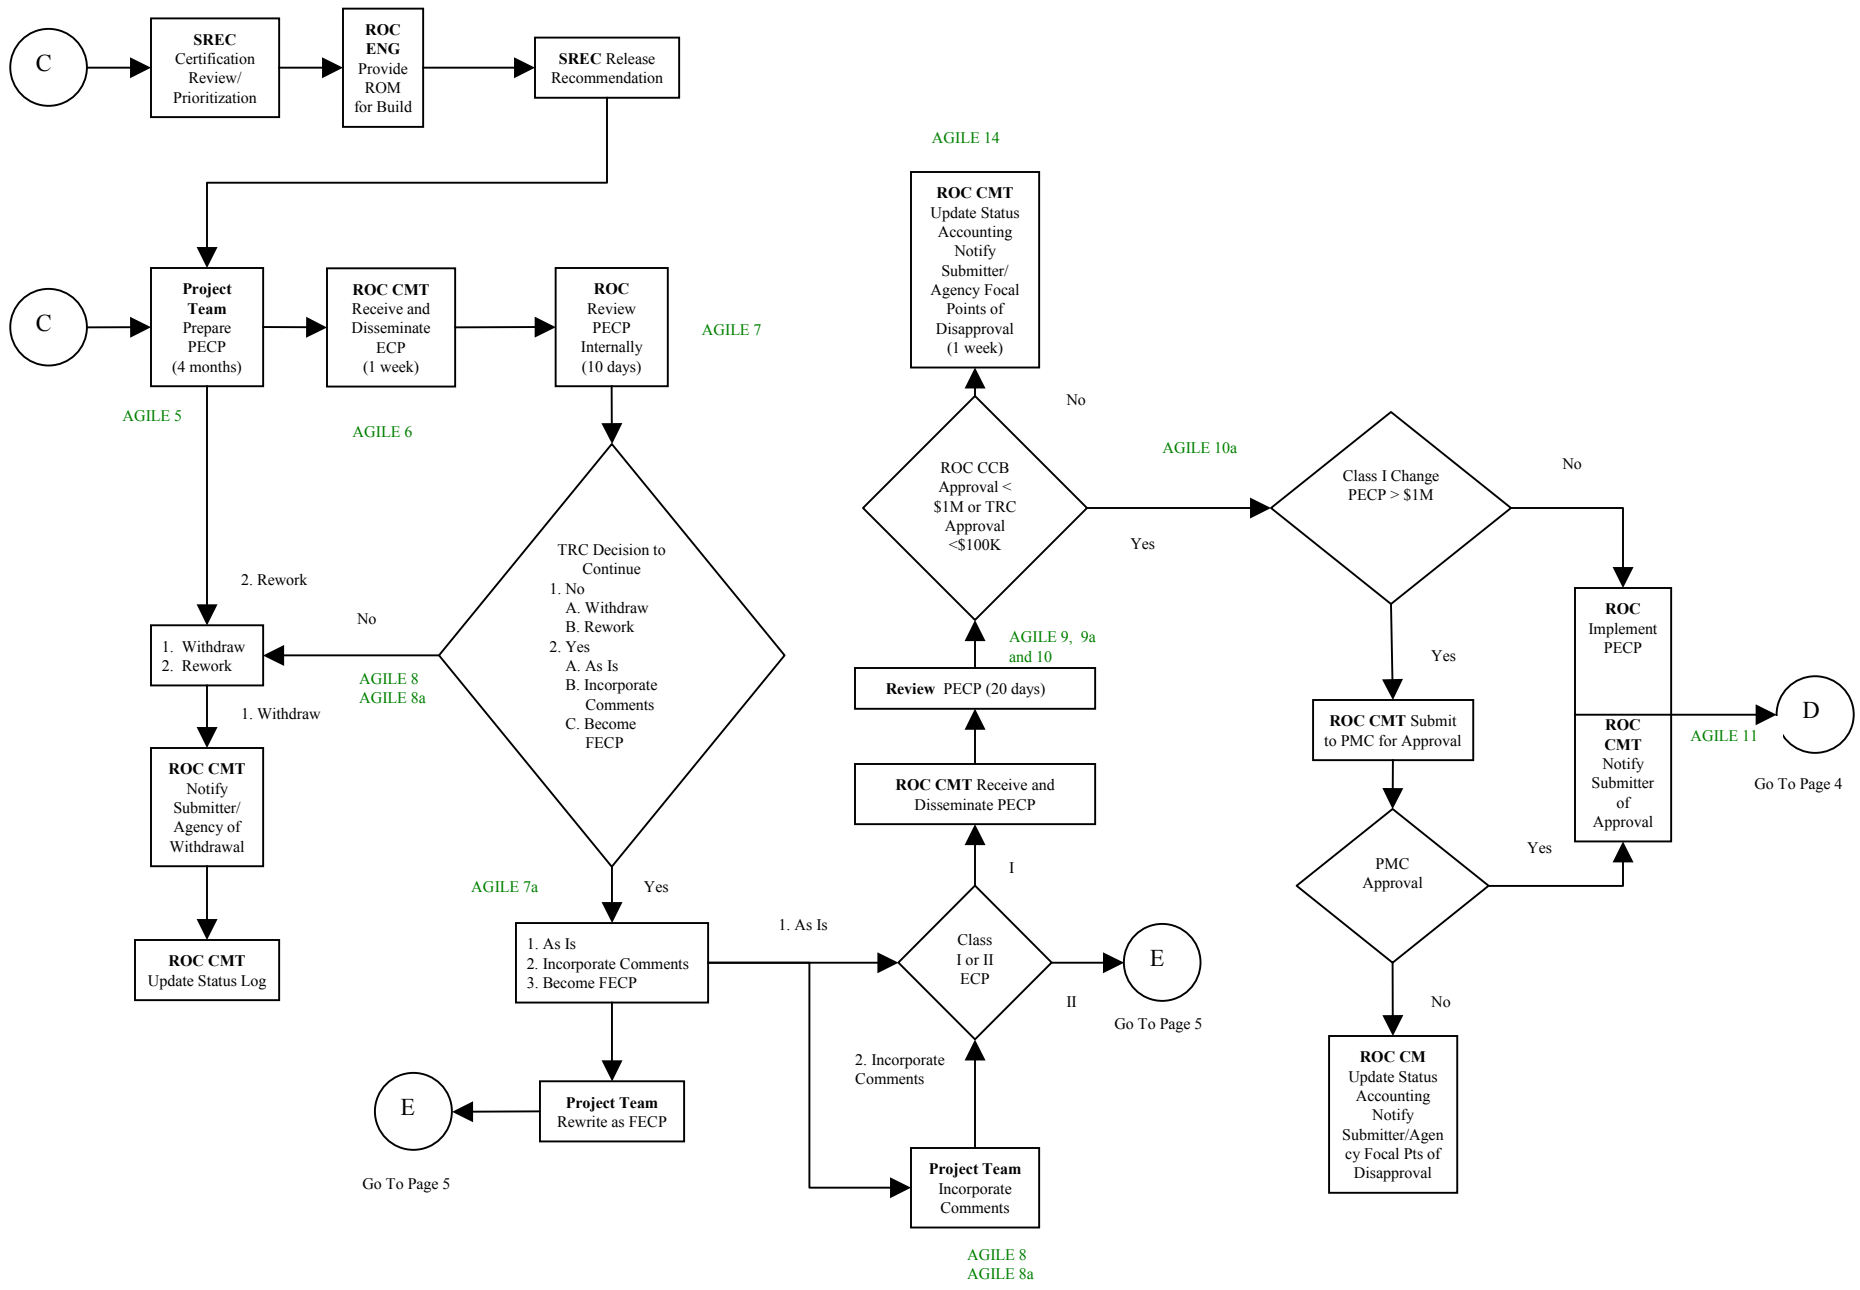 C
SREC
Certification
Review/
Prioritization
ROC
ENG
Provide
ROM
for Build
SREC Release
Recommendation
C
Project
Team
Prepare
PECP
(4 months)
ROC CMT
Receive and
Disseminate
ECP
(1 week)
ROC
Review
PECP
Internally
(10 days)
AGILE 7
AGILE 5
AGILE 6
2. Rework
No
1. Withdraw
2. Rework
AGILE 8
AGILE 8a
1. Withdraw
ROC CMT
Notify
Submitter/
Agency of
Withdrawal
ROC CMT
Update Status Log
TRC Decision to
Continue
1. No
A. Withdraw
B. Rework
2. Yes
A. As Is
B. Incorporate
Comments
C. Become
FECP
AGILE 7a
Yes
1. As Is
2. Incorporate Comments
3. Become FECP
1. As Is
Project Team
Rewrite as FECP
E
Go To Page 5
AGILE 14
ROC CMT
Update Status
Accounting
Notify
Submitter/
Agency Focal
Points of
Disapproval
(1 week)
No
ROC CCB
Approval <
$1M or TRC
Approval
<$100K
AGILE 10a
Yes
AGILE 9, 9a
and 10
Review PECP (20 days)
ROC CMT Receive and
Disseminate PECP
I
Class
I or II
ECP
II
E
Go To Page 5
2. Incorporate
Comments
Project Team
Incorporate
Comments
AGILE 8
AGILE 8a
Class I Change
PECP > $1M
No
Yes
ROC
Implement
PECP
ROC CMT Submit
to PMC for Approval
ROC
CMT
Notify
Submitter
of
Approval
AGILE 11
D
Go To Page 4
PMC
Approval
Yes
No
ROC CM
Update Status
Accounting
Notify
Submitter/Agen
cy Focal Pts of
Disapproval